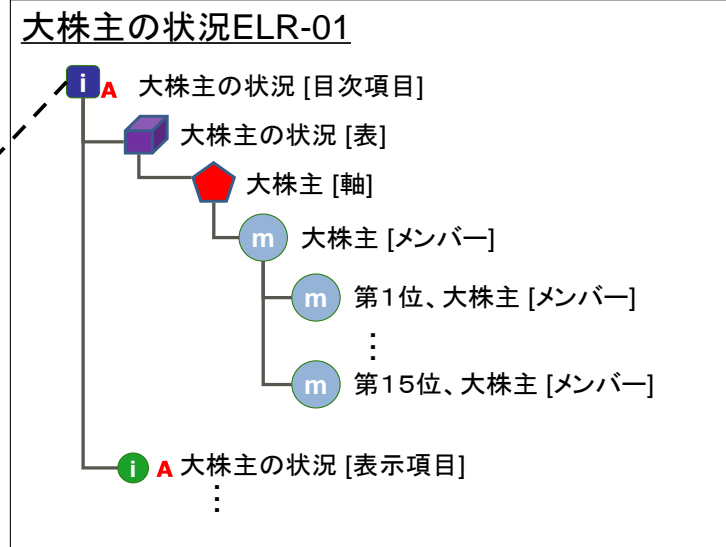 大株主の状況ELR-01
i A 大株主の状況 [目次項目]
大株主の状況 [表]
大株主 [軸]
m 大株主 [メンバー]
m 第1位、大株主 [メンバー]
⋮
m 第15位、大株主 [メンバー]
i A 大株主の状況 [表示項目]
⋮